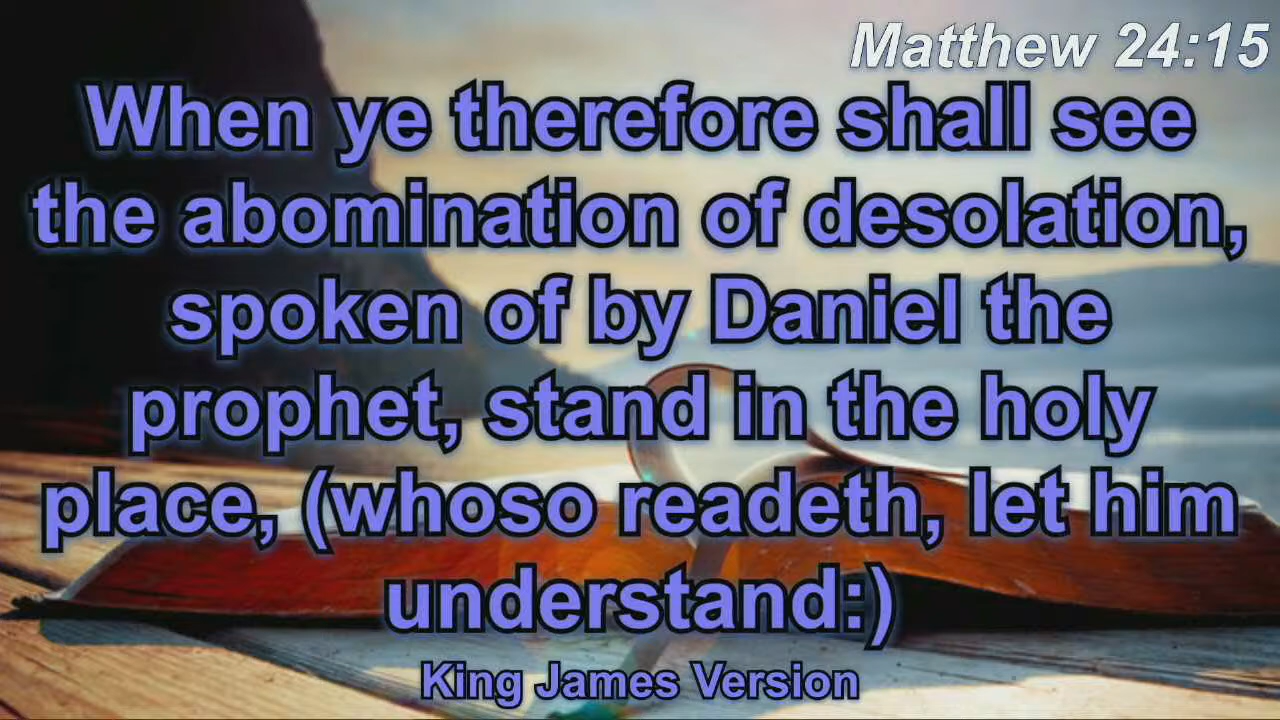 Matthew 24:15
When ye therefore shall see
the abomination of desolation,
spoken of by Daniel the
prophet, stand in the holy
place, (whoso readeth, let him
understand:)
King James Version